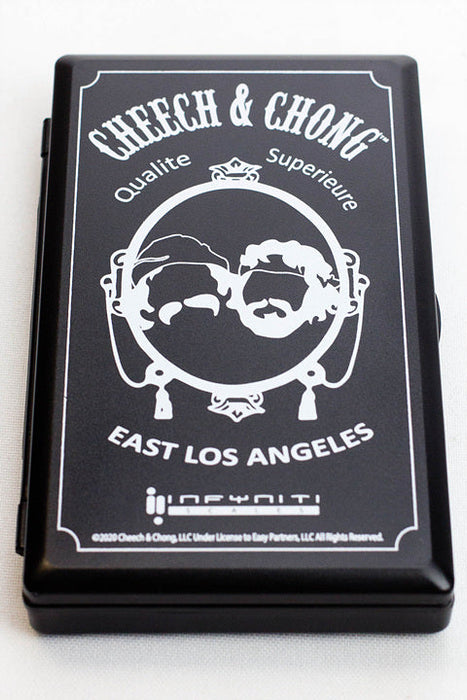 CHEECH & CHONG™
Qualite Superieure
EAST LOS ANGELES
INFYNITI
SCALES
©2020 Cheech & Chong, LLC Under License to Easy Partners, LLC All Rights Reserved.